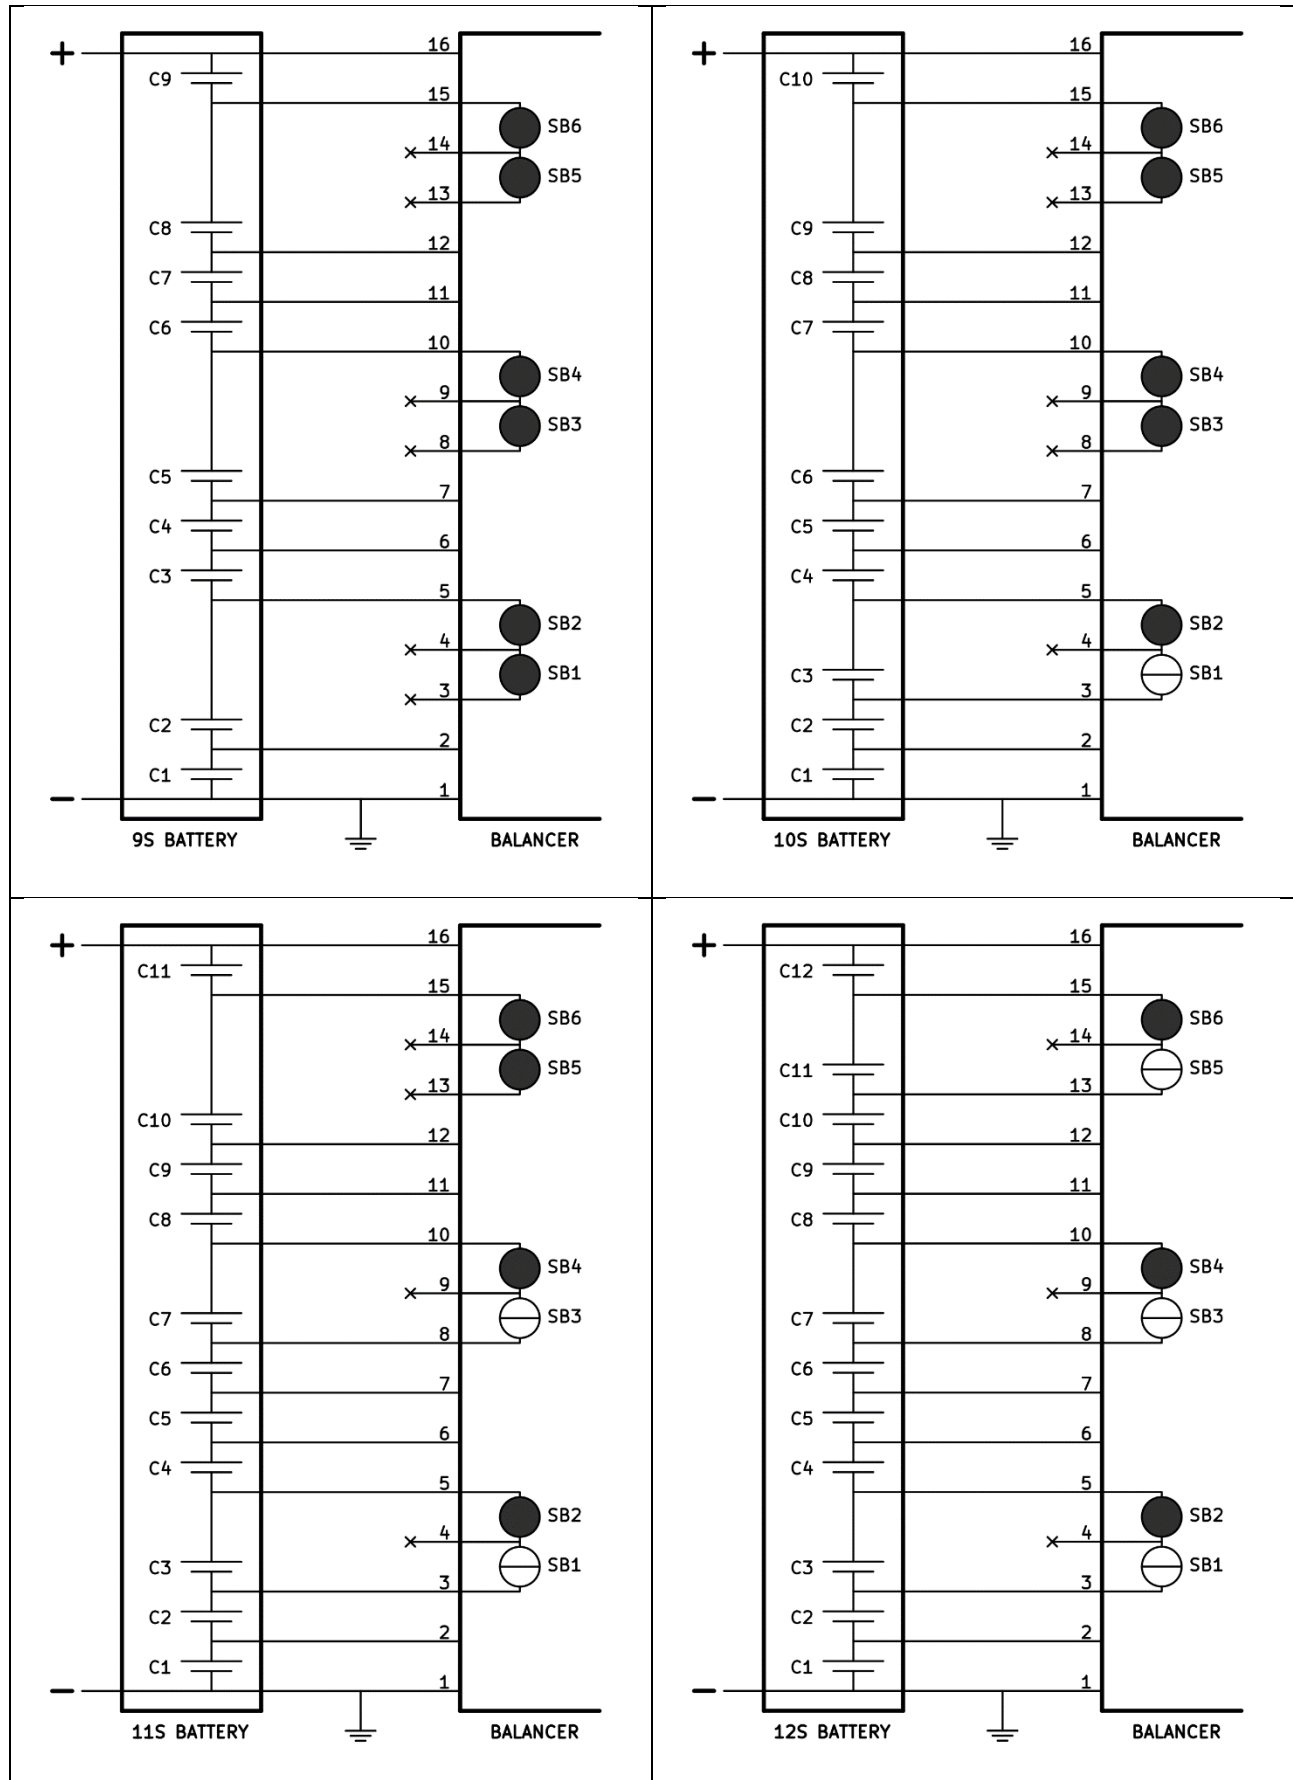 +
16
C9
15
SB6
14
SB5
13
C8
12
C7
11
C6
10
SB4
9
SB3
8
C5
7
C4
6
C3
5
SB2
4
SB1
3
C2
2
C1
1
−
9S BATTERY
BALANCER
+
16
C10
15
SB6
14
SB5
13
C9
12
C8
11
C7
10
SB4
9
SB3
8
C6
7
C5
6
C4
5
SB2
4
C3
SB1
3
C2
2
C1
1
−
10S BATTERY
BALANCER
+
16
C11
15
SB6
14
SB5
13
C10
12
C9
11
C8
10
SB4
9
C7
SB3
8
C6
7
C5
6
C4
5
SB2
4
C3
SB1
3
C2
2
C1
1
−
11S BATTERY
BALANCER
+
16
C12
15
SB6
14
C11
SB5
13
C10
12
C9
11
C8
10
SB4
9
C7
SB3
8
C6
7
C5
6
C4
5
SB2
4
C3
SB1
3
C2
2
C1
1
−
12S BATTERY
BALANCER